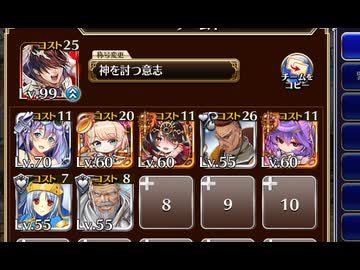 コスト25
称号変更
神を討つ意志
チームを
コピー
Lv.99
コスト11
コスト20
コスト11
コスト26
コスト11
Lv.70
Lv.60
Lv.60
Lv.55
Lv.60
コスト7
コスト8
8
9
10
Lv.55
Lv.55